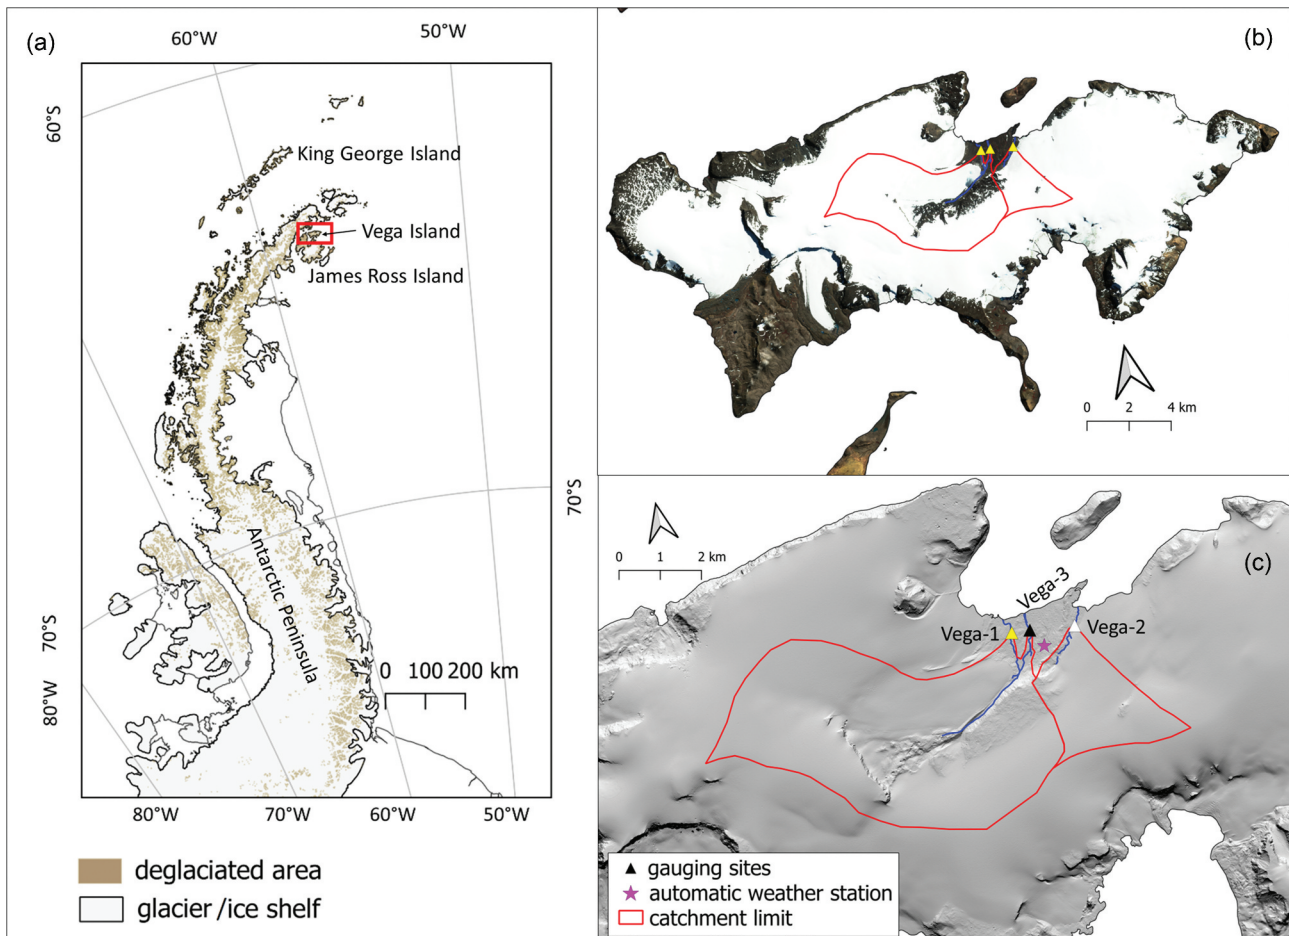 (a)
60°W
50°W
60°S
King George Island
Vega Island
James Ross Island
70°S
Antarctic Peninsula
70°S
80°W
0 100 200 km
80°W
70°W
60°W
50°W
deglaciated area
glacier/ice shelf
(b)
0 2 4 km
(c)
0 1 2 km
Vega-3
Vega-1
Vega-2
gauging sites
automatic weather station
catchment limit